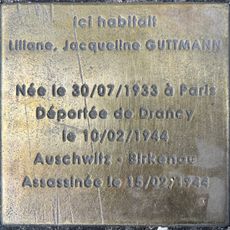 Ici habitait
Liliane, Jacqueline GUTTMANN
Née le 30/07/1933 à Paris
Déportée de Drancy
le 10/02/1944
Auschwitz - Birkenau
Assassinée le 15/02/1944